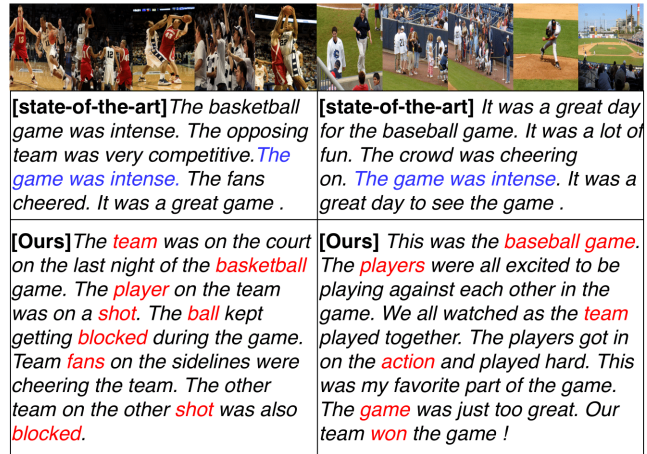 [state-of-the-art]The basketball
game was intense. The opposing
team was very competitive.The
game was intense. The fans
cheered. It was a great game .
[state-of-the-art] It was a great day
for the baseball game. It was a lot of
fun. The crowd was cheering
on. The game was intense. It was a
great day to see the game .
[Ours]The team was on the court
on the last night of the basketball
game. The player on the team
was on a shot. The ball kept
getting blocked during the game.
Team fans on the sidelines were
cheering the team. The other
team on the other shot was also
blocked.
[Ours] This was the baseball game.
The players were all excited to be
playing against each other in the
game. We all watched as the team
played together. The players got in
on the action and played hard. This
was my favorite part of the game.
The game was just too great. Our
team won the game !